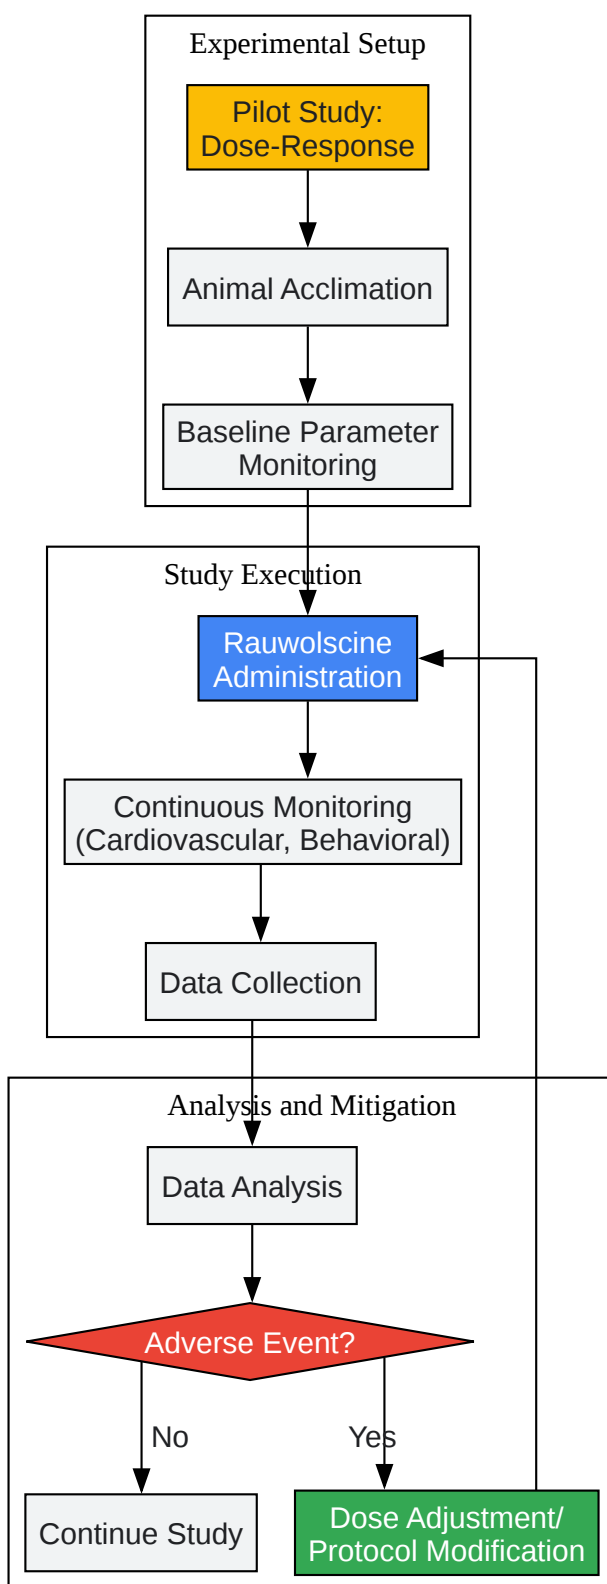 Experimental Setup
Pilot Study:
Dose-Response
Animal Acclimation
Baseline Parameter
Monitoring
Study Execution
Rauwolscine
Administration
Continuous Monitoring
(Cardiovascular, Behavioral)
Data Collection
Analysis and Mitigation
Data Analysis
Adverse Event?
No
Yes
Continue Study
Dose Adjustment/
Protocol Modification